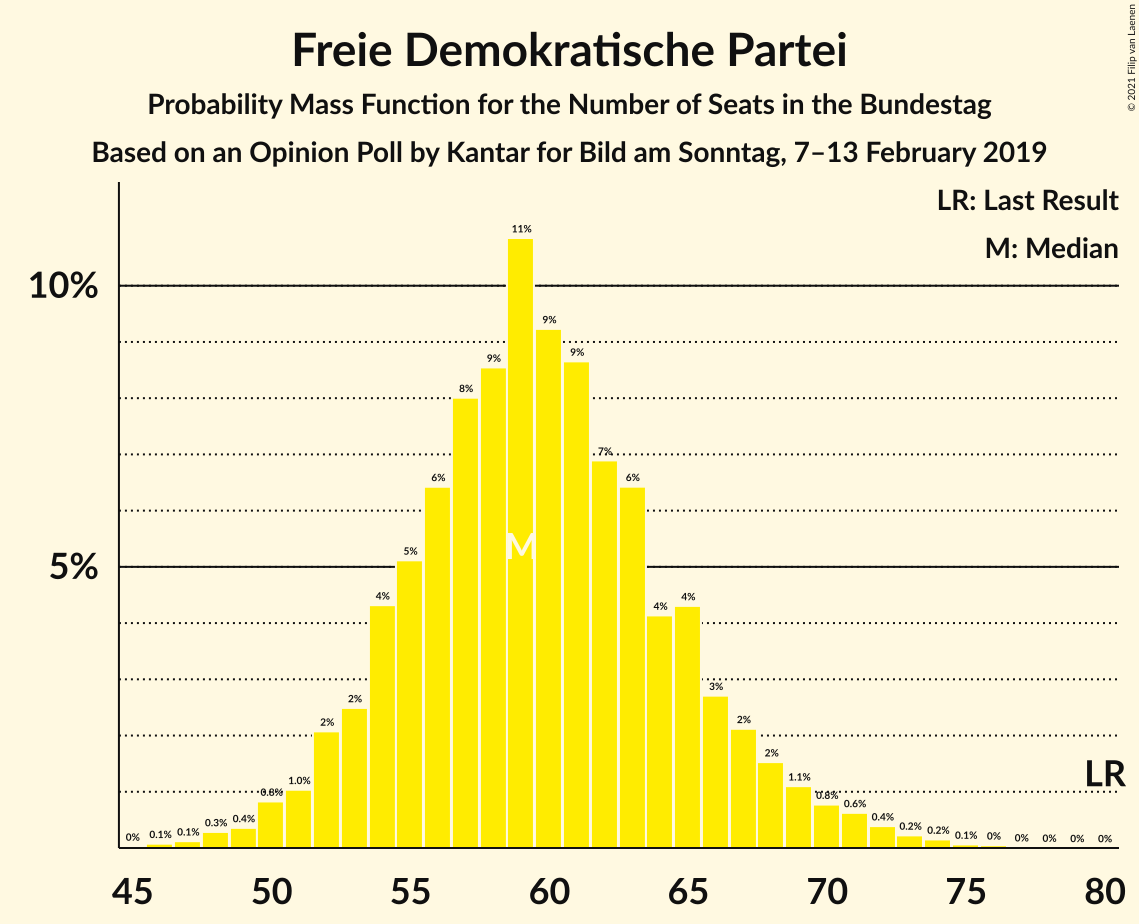 Freie Demokratische Partei
Probability Mass Function for the Number of Seats in the Bundestag
Based on an Opinion Poll by Kantar for Bild am Sonntag, 7–13 February 2019
© 2021 Filip van Laenen
LR: Last Result
M: Median
10%
5%
0% 0.1% 0.1% 0.3% 0.4% 0.8% 1.0% 2% 2% 4% 5% 6% 8% 9% 11% 9% 9% 7% 6% 4% 4% 3% 2% 2% 1.1% 0.8% 0.6% 0.4% 0.2% 0.2% 0.1% 0% 0% 0% 0% 0%
M
LR
45 50 55 60 65 70 75 80